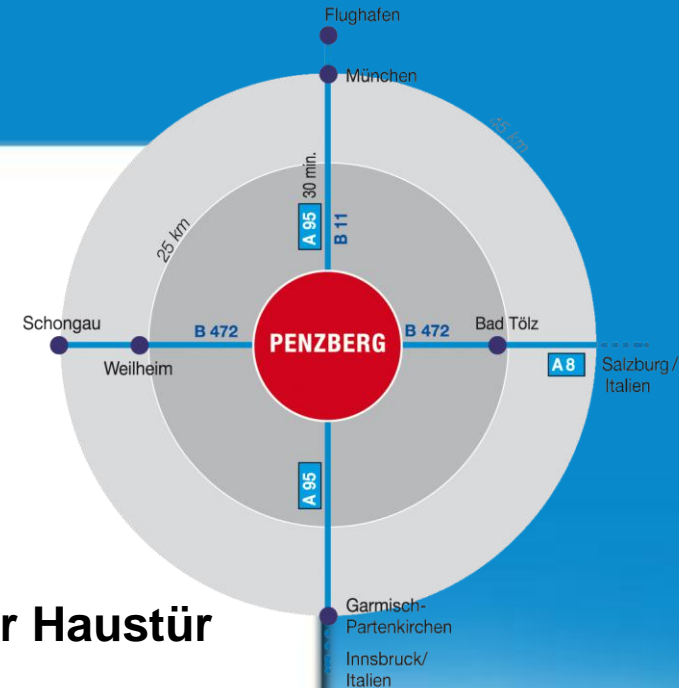 Flughafen
München
45 km
30 min.
A 95
B 11
25 km
Schongau
B 472
PENZBERG
B 472
Bad Tölz
Weilheim
A 8
Salzburg /
Italien
A 95
Garmisch-
Partenkirchen
r Haustür
Innsbruck/
Italien